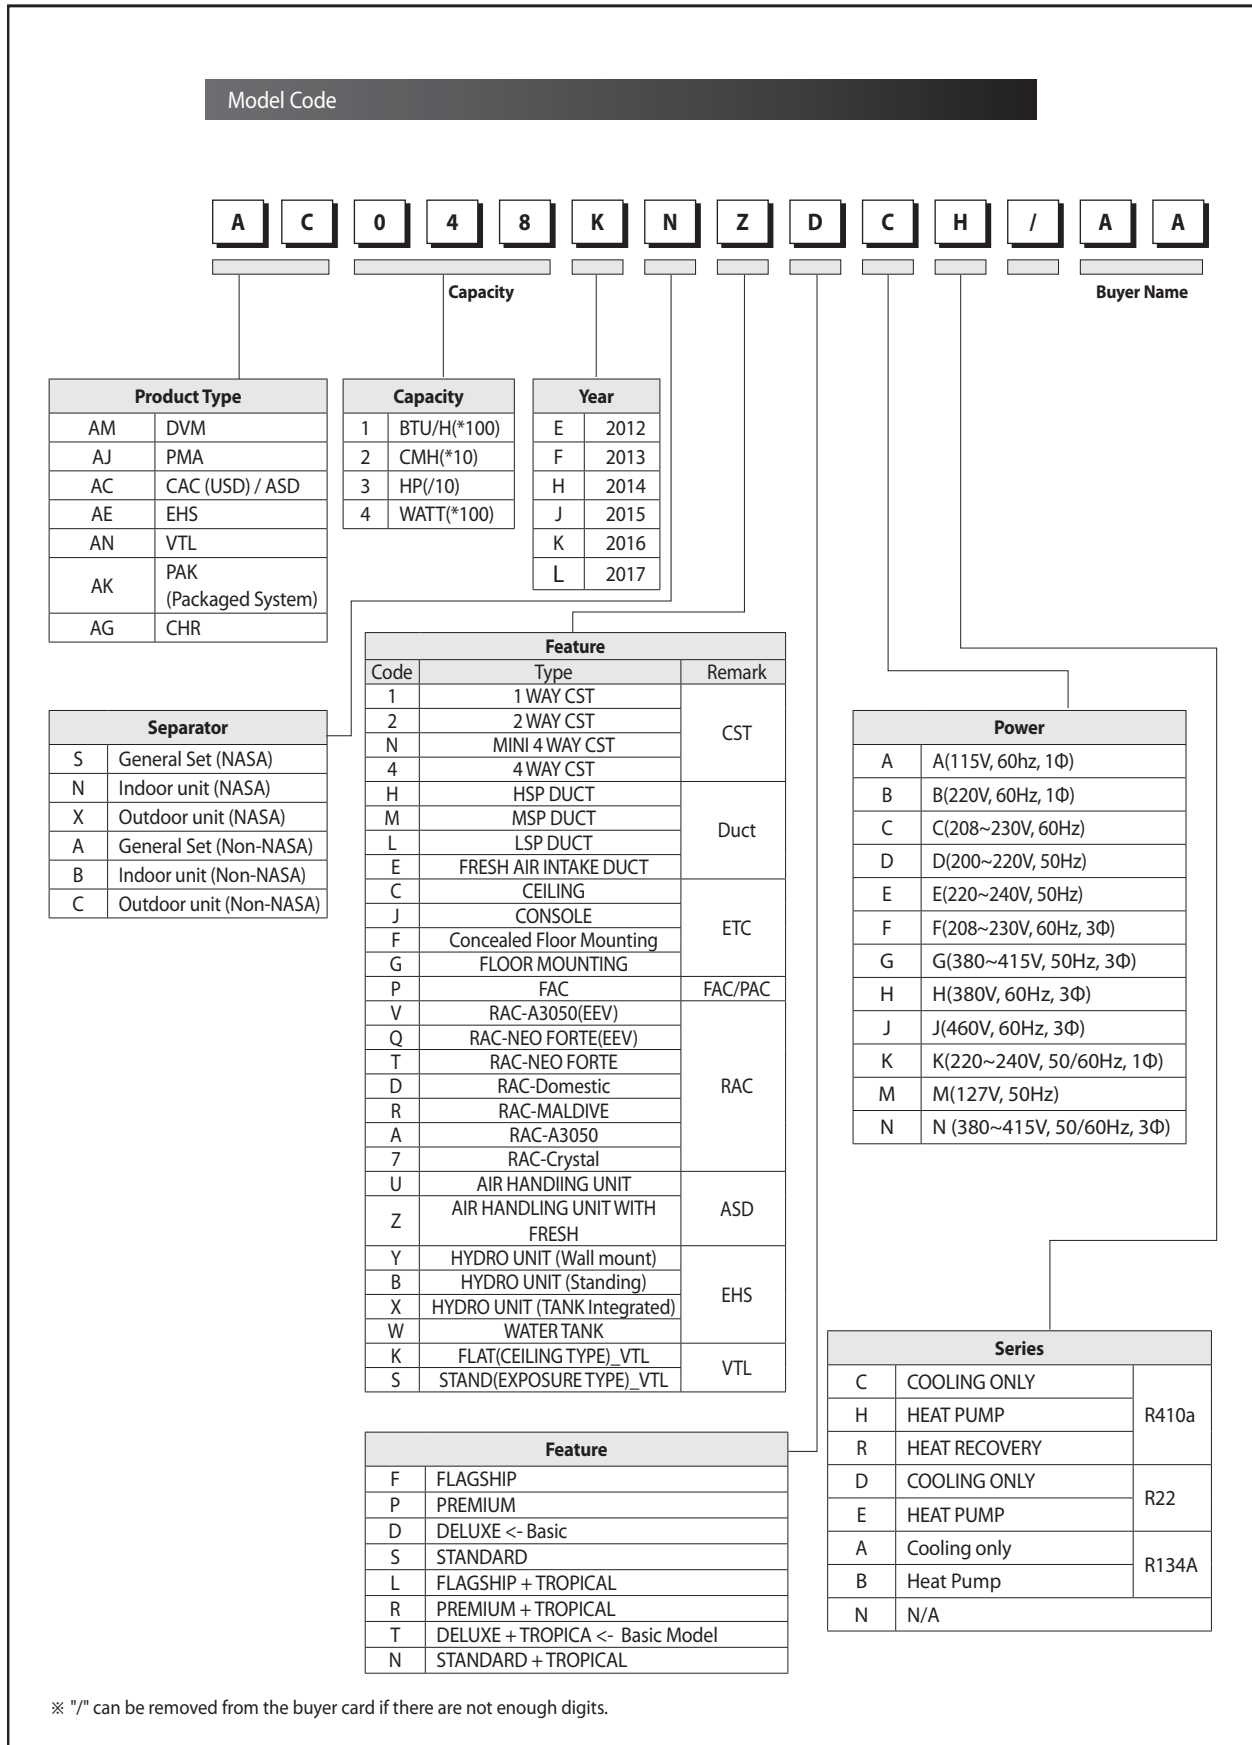 Model Code
A C 0 4 8 K N Z D C H / A A
Capacity
Buyer Name
Product Type
AM DVM
AJ PMA
AC CAC (USD) / ASD
AE EHS
AN VTL
AK PAK
(Packaged System)
AG CHR
Capacity
1 BTU/H(*100)
2 CMH(*10)
3 HP(/10)
4 WATT(*100)
Year
E 2012
F 2013
H 2014
J 2015
K 2016
L 2017
Separator
S General Set (NASA)
N Indoor unit (NASA)
X Outdoor unit (NASA)
A General Set (Non-NASA)
B Indoor unit (Non-NASA)
C Outdoor unit (Non-NASA)
Feature
Code Type Remark
1 1 WAY CST
2 2 WAY CST
CST
N MINI 4 WAY CST
4 4 WAY CST
H HSP DUCT
M MSP DUCT
Duct
L LSP DUCT
E FRESH AIR INTAKE DUCT
C CEILING
J CONSOLE
ETC
F Concealed Floor Mounting
G FLOOR MOUNTING
P FAC FAC/PAC
V RAC-A3050(EEV)
Q RAC-NEO FORTE(EEV)
T RAC-NEO FORTE
D RAC-Domestic RAC
R RAC-MALDIVE
A RAC-A3050
7 RAC-Crystal
U AIR HANDIING UNIT
ASD
Z AIR HANDLING UNIT WITH
FRESH
Y HYDRO UNIT (Wall mount)
B HYDRO UNIT (Standing)
EHS
X HYDRO UNIT (TANK Integrated)
W WATER TANK
K FLAT(CEILING TYPE)_VTL
VTL
S STAND(EXPOSURE TYPE)_VTL
Power
A A(115V, 60hz, 1Φ)
B B(220V, 60Hz, 1Φ)
C C(208~230V, 60Hz)
D D(200~220V, 50Hz)
E E(220~240V, 50Hz)
F F(208~230V, 60Hz, 3Φ)
G G(380~415V, 50Hz, 3Φ)
H H(380V, 60Hz, 3Φ)
J J(460V, 60Hz, 3Φ)
K K(220~240V, 50/60Hz, 1Φ)
M M(127V, 50Hz)
N N (380~415V, 50/60Hz, 3Φ)
Feature
F FLAGSHIP
P PREMIUM
D DELUXE <- Basic
S STANDARD
L FLAGSHIP + TROPICAL
R PREMIUM + TROPICAL
T DELUXE + TROPICA <- Basic Model
N STANDARD + TROPICAL
Series
C COOLING ONLY
H HEAT PUMP R410a
R HEAT RECOVERY
D COOLING ONLY
R22
E HEAT PUMP
A Cooling only
R134A
B Heat Pump
N N/A
※ "/" can be removed from the buyer card if there are not enough digits.